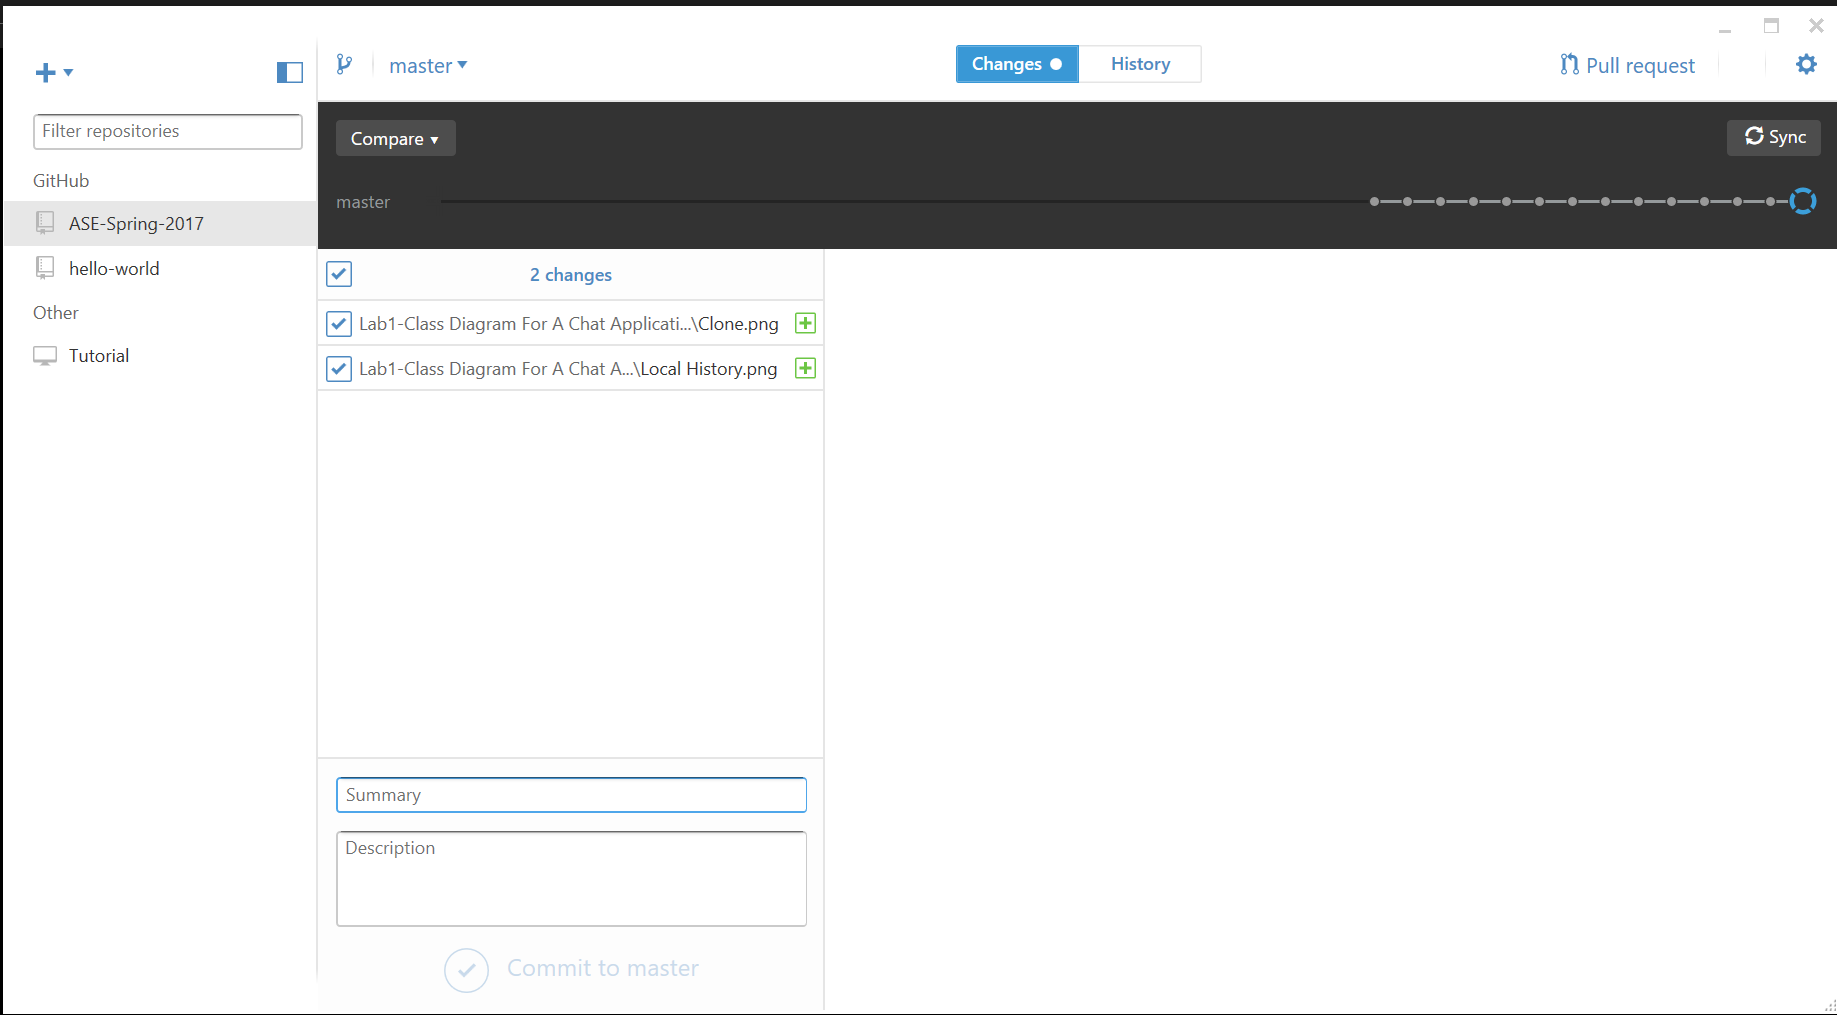 master
Changes
History
Pull request
Filter repositories
GitHub
ASE-Spring-2017
hello-world
Other
Tutorial
Compare
Sync
master
2 changes
Lab1-Class Diagram For A Chat Applicati...\Clone.png
Lab1-Class Diagram For A Chat A...\Local History.png
Summary
Description
Commit to master